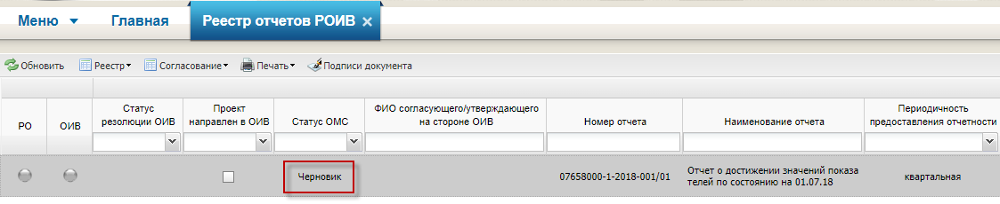 Меню Главная Реестр отчетов РОИВ
Обновить Реестр Согласование Печать Подписи документа
РО
ОИВ
Статус
резолюции ОИВ
Проект
направлен в ОИВ
Статус ОМС
ФИО согласующего/утверждающего
на стороне ОИВ
Номер отчета
Наименование отчета
Периодичность
предоставления отчетности
Черновик
07658000-1-2018-001/01
Отчет о достижении значений показа
телей по состоянию на 01.07.18
квартальная